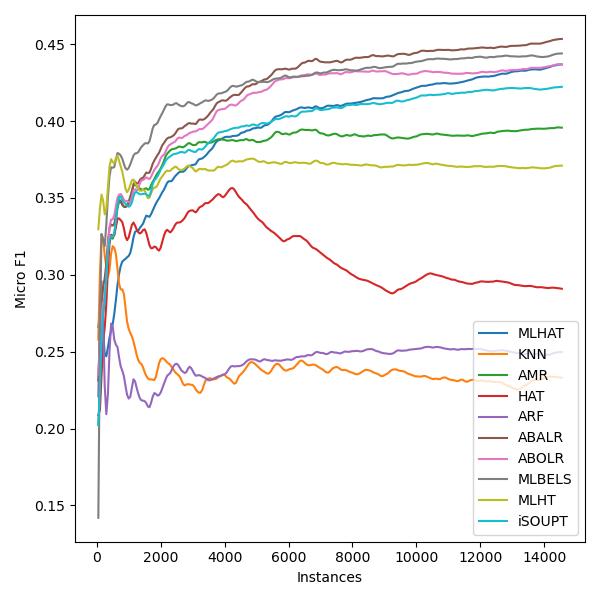 0.45
0.40
0.35
0.30
0.25
0.20
0.15
Micro F1
0 2000 4000 6000 8000 10000 12000 14000
Instances
MLHAT
KNN
AMR
HAT
ARF
ABALR
ABOLR
MLBELS
MLHT
iSOUPT